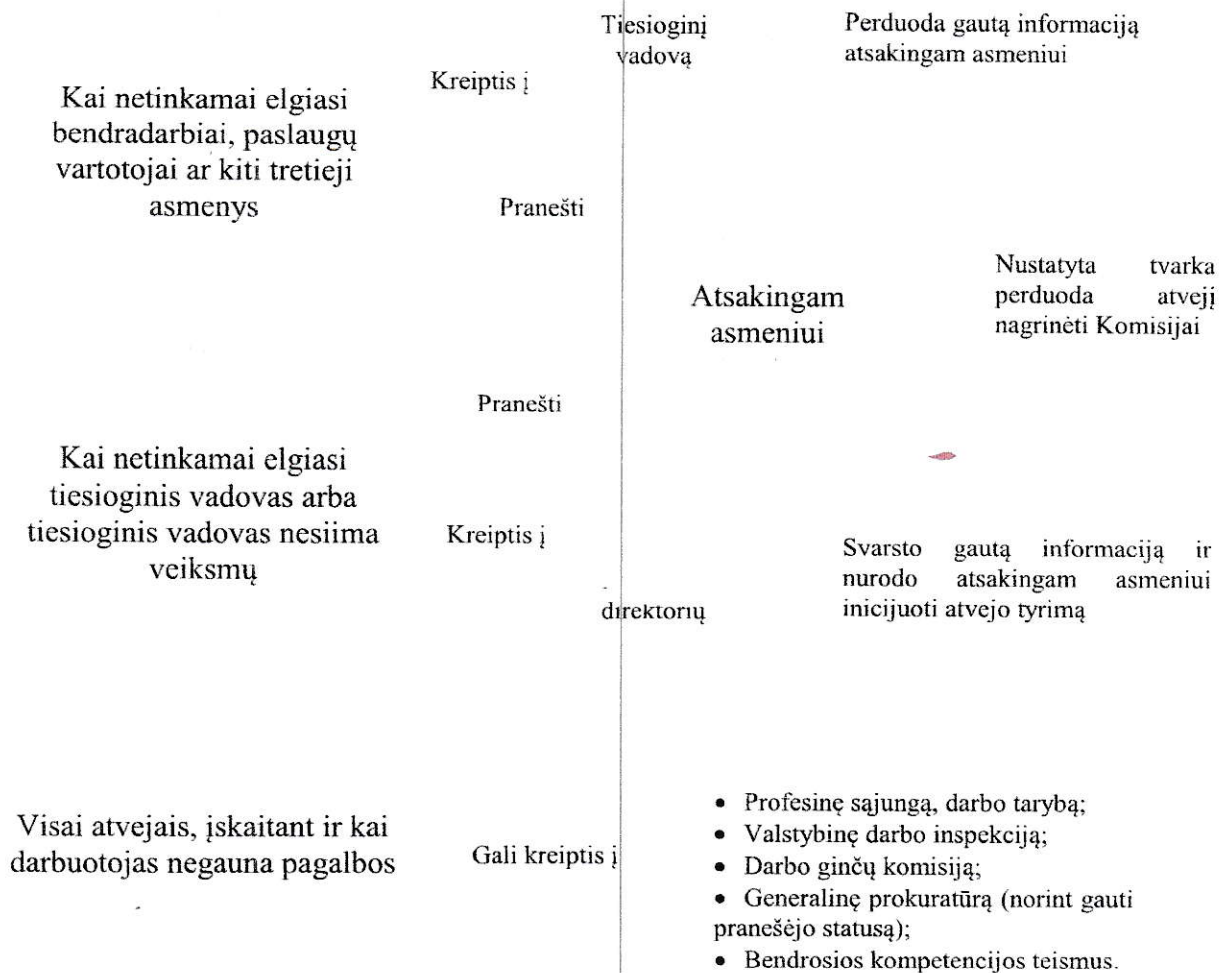 Tiesioginį
vadovą
Perduoda gautą informaciją
atsakingam asmeniui
Kreiptis į
Kai netinkamai elgiasi
bendradarbiai, paslaugų
vartotojai ar kiti tretieji
asmenys
Pranešti
Atsakingam
asmeniui
Nustatyta tvarka
perduoda atvejį
nagrinėti Komisijai
Pranešti
Kai netinkamai elgiasi
tiesioginis vadovas arba
tiesioginis vadovas nesiima
veiksmų
Kreiptis į
direktorių
Svarsto gautą informaciją ir
nurodo atsakingam asmeniui
inicijuoti atvejo tyrimą
Visai atvejais, įskaitant ir kai
darbuotojas negauna pagalbos
Gali kreiptis į
• Profesinę sąjungą, darbo tarybą;
• Valstybinę darbo inspekciją;
• Darbo ginčų komisiją;
• Generalinę prokuratūrą (norint gauti
pranešėjo statusą);
• Bendrosios kompetencijos teismus.